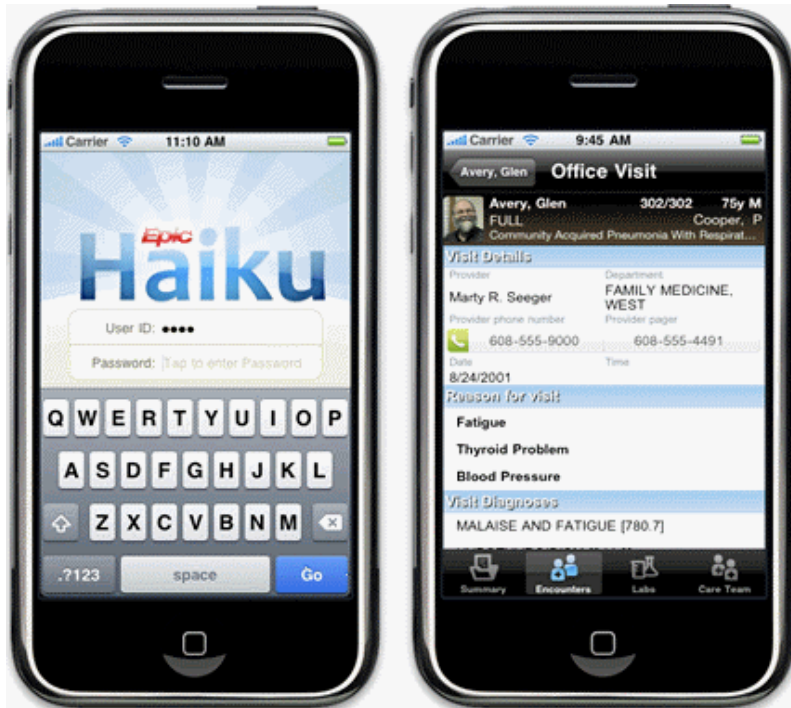 Carrier 11:10 AM
Epic
Haiku
User ID: ••••
Password: Tap to enter Password
Q W E R T Y U I O P
A S D F G H J K L
Z X C V B N M
.?123 space Go
Carrier 9:45 AM
Avery, Glen Office Visit
Avery, Glen 302/302 75y M
FULL Cooper, P
Community Acquired Pneumonia With Respirat...
Visit Details
Provider Department
Marty R. Seeger FAMILY MEDICINE,
WEST
Provider phone number Provider pager
608-555-9000 608-555-4491
Date Time
8/24/2001
Reason for visit
Fatigue
Thyroid Problem
Blood Pressure
Visit Diagnoses
MALAISE AND FATIGUE [780.7]
Summary Encounters Labs Care Team